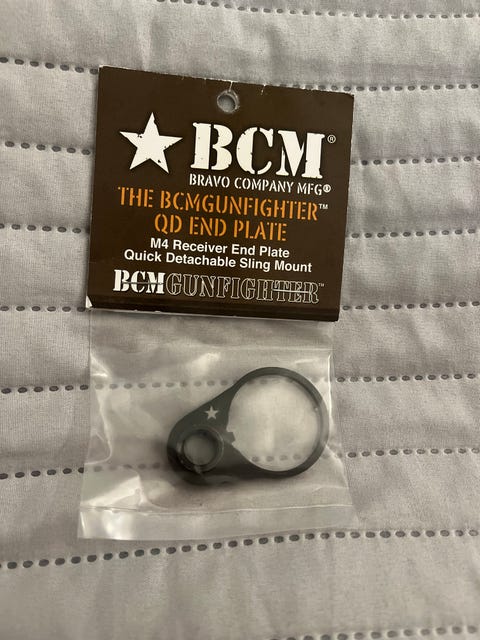 BCM®
BRAVO COMPANY MFG®
THE BCMGUNFIGHTER™
QD END PLATE
M4 Receiver End Plate
Quick Detachable Sling Mount
BCMGUNFIGHTER™